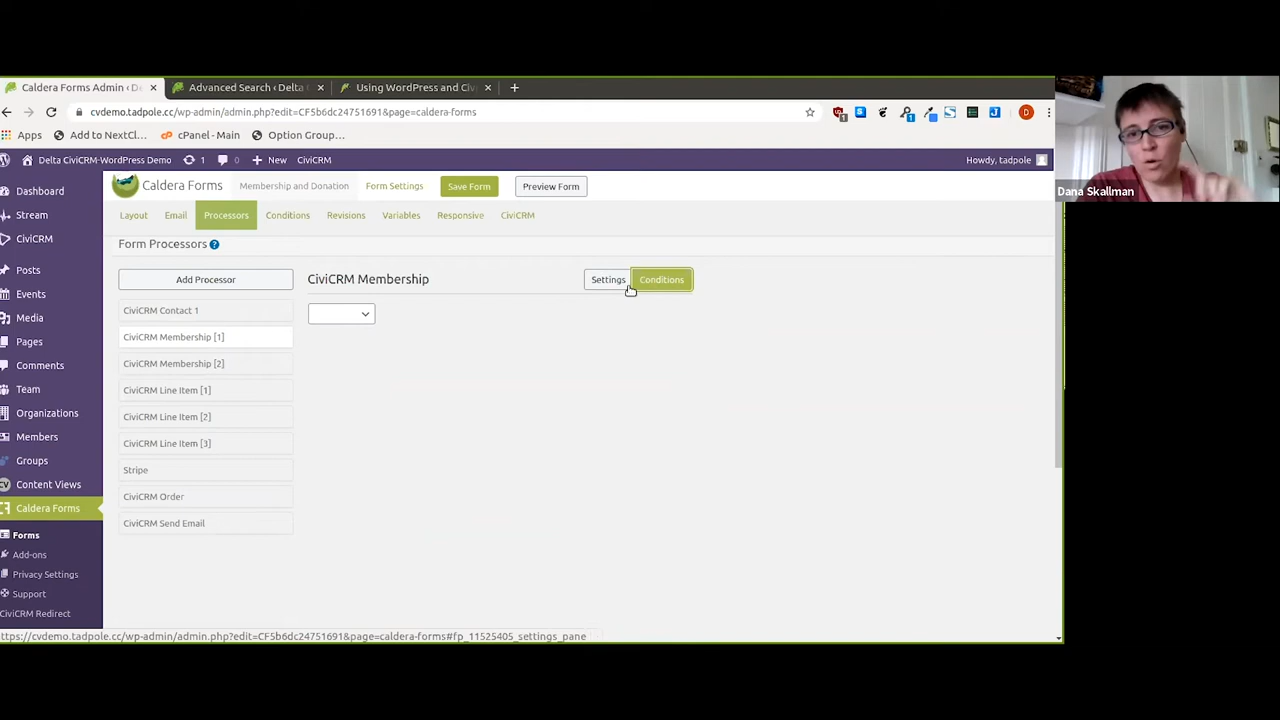 Caldera Forms Admin ‹ De
Advanced Search ‹ Delta
Using WordPress and Civ
cvdemo.tadpole.cc/wp-admin/admin.php?edit=CF5b6dc24751691&page=caldera-forms
Apps
Add to NextCl...
cPanel - Main
Option Group...
Delta CiviCRM-WordPress Demo
1
0
New
CiviCRM
Howdy, tadpole
Dana Skallman
Caldera Forms
Membership and Donation
Form Settings
Save Form
Preview Form
Layout
Email
Processors
Conditions
Revisions
Variables
Responsive
CiviCRM
Form Processors
Add Processor
CiviCRM Contact 1
CiviCRM Membership [1]
CiviCRM Membership [2]
CiviCRM Line Item [1]
CiviCRM Line Item [2]
CiviCRM Line Item [3]
Stripe
CiviCRM Order
CiviCRM Send Email
CiviCRM Membership
Settings
Conditions
Dashboard
Stream
CiviCRM
Posts
Events
Media
Pages
Comments
Team
Organizations
Members
Groups
Content Views
Caldera Forms
Forms
Add-ons
Privacy Settings
Support
CiviCRM Redirect
ttps://cvdemo.tadpole.cc/wp-admin/admin.php?edit=CF5b6dc24751691&page=caldera-forms#fp_11525405_settings_pane